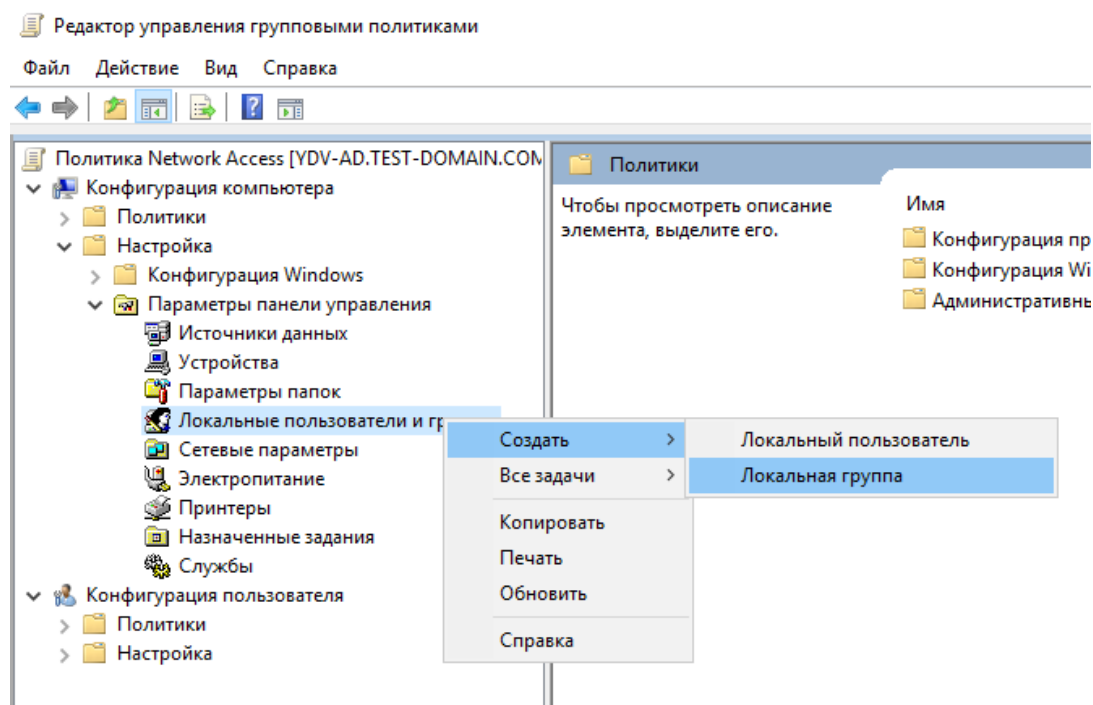 Редактор управления групповыми политиками
Файл Действие Вид Справка
Политика Network Access [YDV-AD.TEST-DOMAIN.COM
Конфигурация компьютера
Политики
Настройка
Конфигурация Windows
Параметры панели управления
Источники данных
Устройства
Параметры папок
Локальные пользователи и гр
Сетевые параметры
Электропитание
Принтеры
Назначенные задания
Службы
Конфигурация пользователя
Политики
Настройка
Создать
Все задачи
Копировать
Печать
Обновить
Справка
Локальный пользователь
Локальная группа
Политики
Чтобы просмотреть описание
элемента, выделите его.
Имя
Конфигурация пр
Конфигурация Wi
Административны